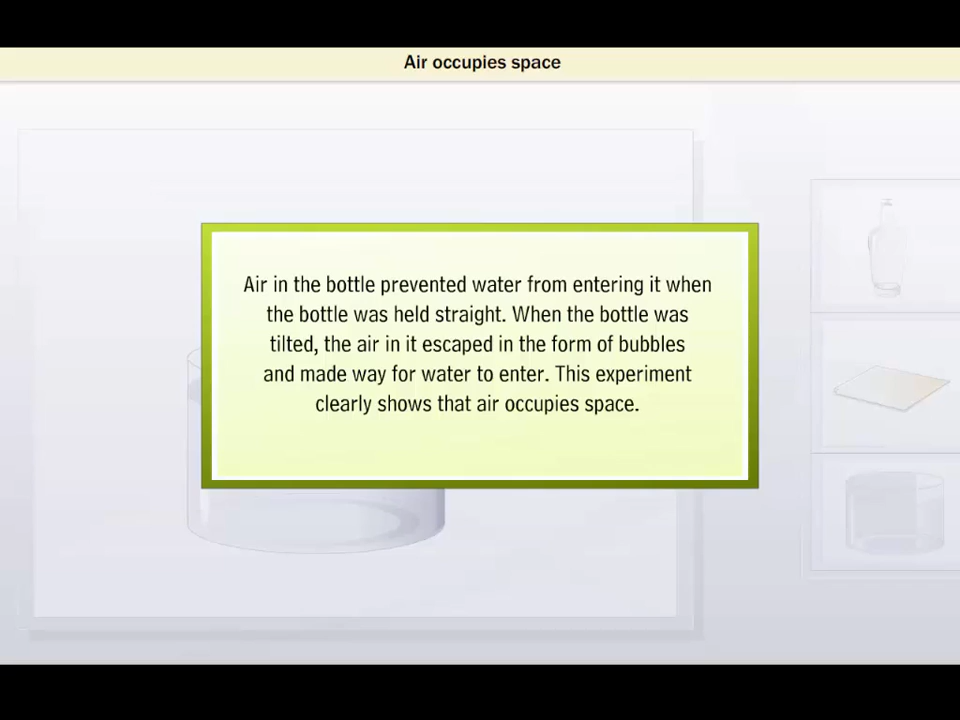 Air occupies space
Air in the bottle prevented water from entering it when
the bottle was held straight. When the bottle was
tilted, the air in it escaped in the form of bubbles
and made way for water to enter. This experiment
clearly shows that air occupies space.